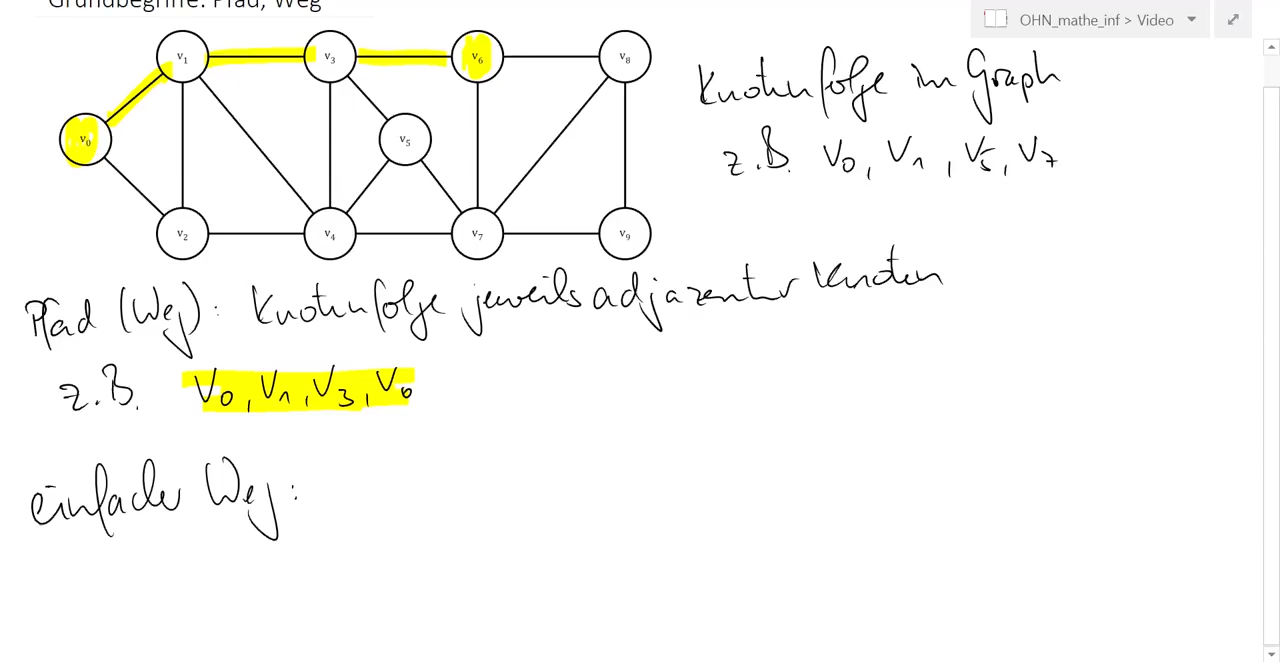 Grundbegriffe: Pfad, Weg
OHN_mathe_inf > Video
v1 v3 v6 v8
v0 v5
v2 v4 v7 v9
Knotenfolge im Graph
z.B. v0, v1, v5, v7
Pfad (Weg): Knotenfolge jeweils adjazenter Knoten
z.B. v0, v1, v3, v6
einfacher Weg: